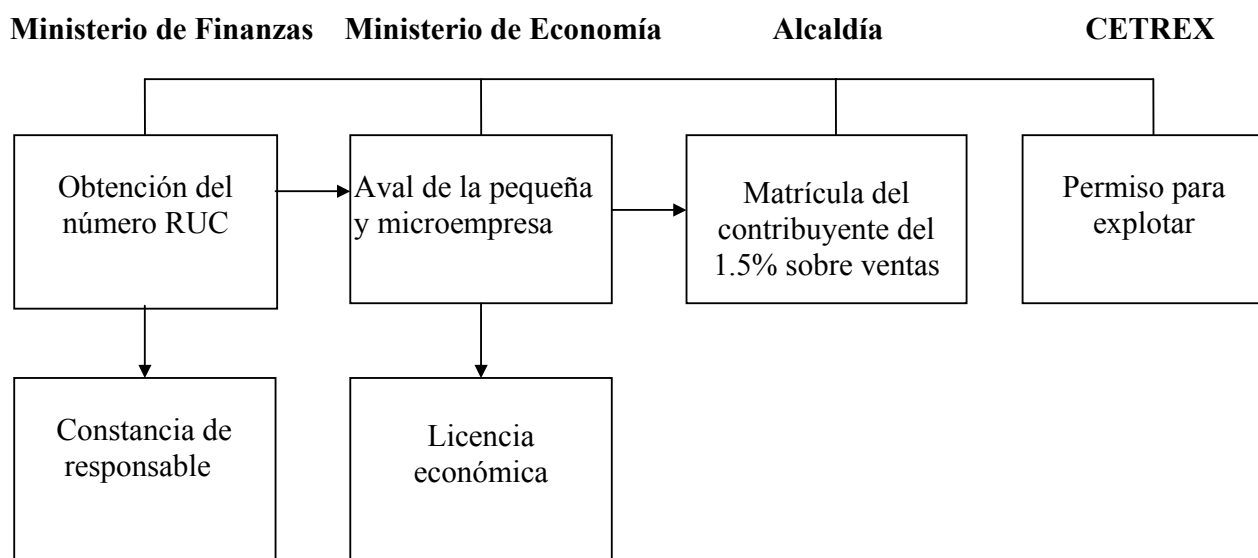 Ministerio de Finanzas
Ministerio de Economía
Alcaldía
CETREX
Obtención del
número RUC
Aval de la pequeña
y microempresa
Matrícula del
contribuyente del
1.5% sobre ventas
Permiso para
explotar
Constancia de
responsable
Licencia
económica